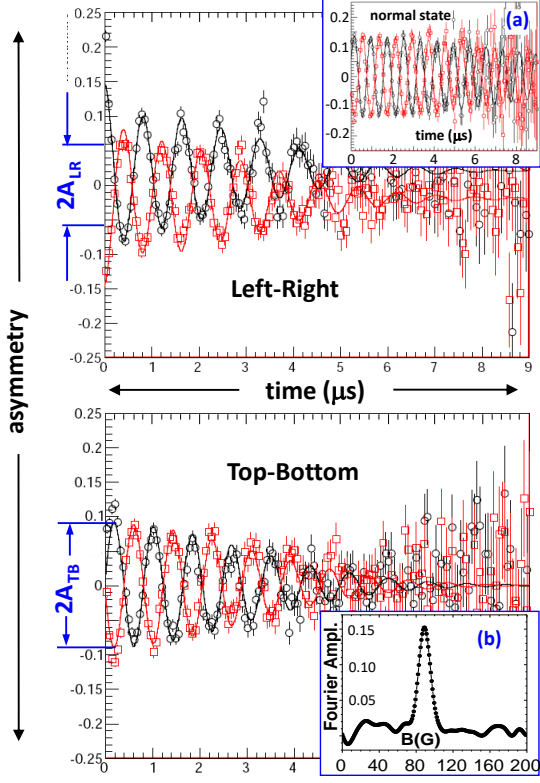 asymmetry
0.25
0.2
0.15
0.1
0.05
0
-0.05
-0.1
-0.15
-0.2
-0.25
2A_LR
Left-Right
0 1 2 3 4 5 6 7 8 9
normal state
(a)
0.2
0.1
0
-0.1
-0.2
time (μs)
0 2 4 6 8
time (μs)
0.25
0.2
0.15
0.1
0.05
0
-0.05
-0.1
-0.15
-0.2
-0.25
2A_TB
Top-Bottom
0 1 2 3 4
Fourier Ampl.
(b)
0.15
0.10
0.05
B(G)
0 40 80 120 160 200